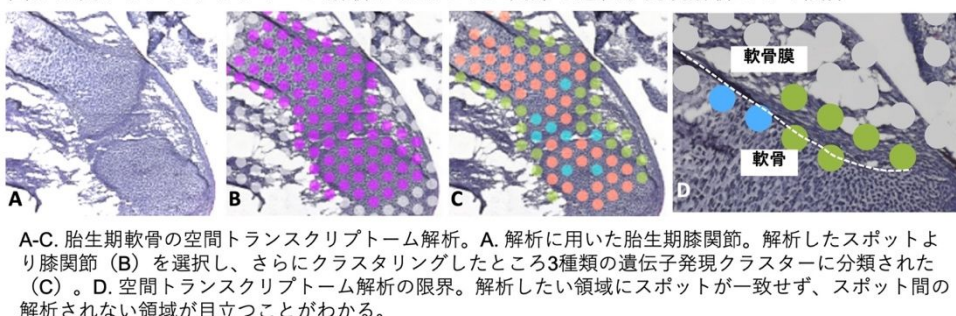 軟骨膜
軟骨
A
B
C
D
A-C. 胎生期軟骨の空間トランスクリプトーム解析。A. 解析に用いた胎生期膝関節。解析したスポットよ
り膝関節（B）を選択し、さらにクラスタリングしたところ3種類の遺伝子発現クラスターに分類された
（C）。D. 空間トランスクリプトーム解析の限界。解析したい領域にスポットが一致せず、スポット間の
解析されない領域が目立つことがわかる。